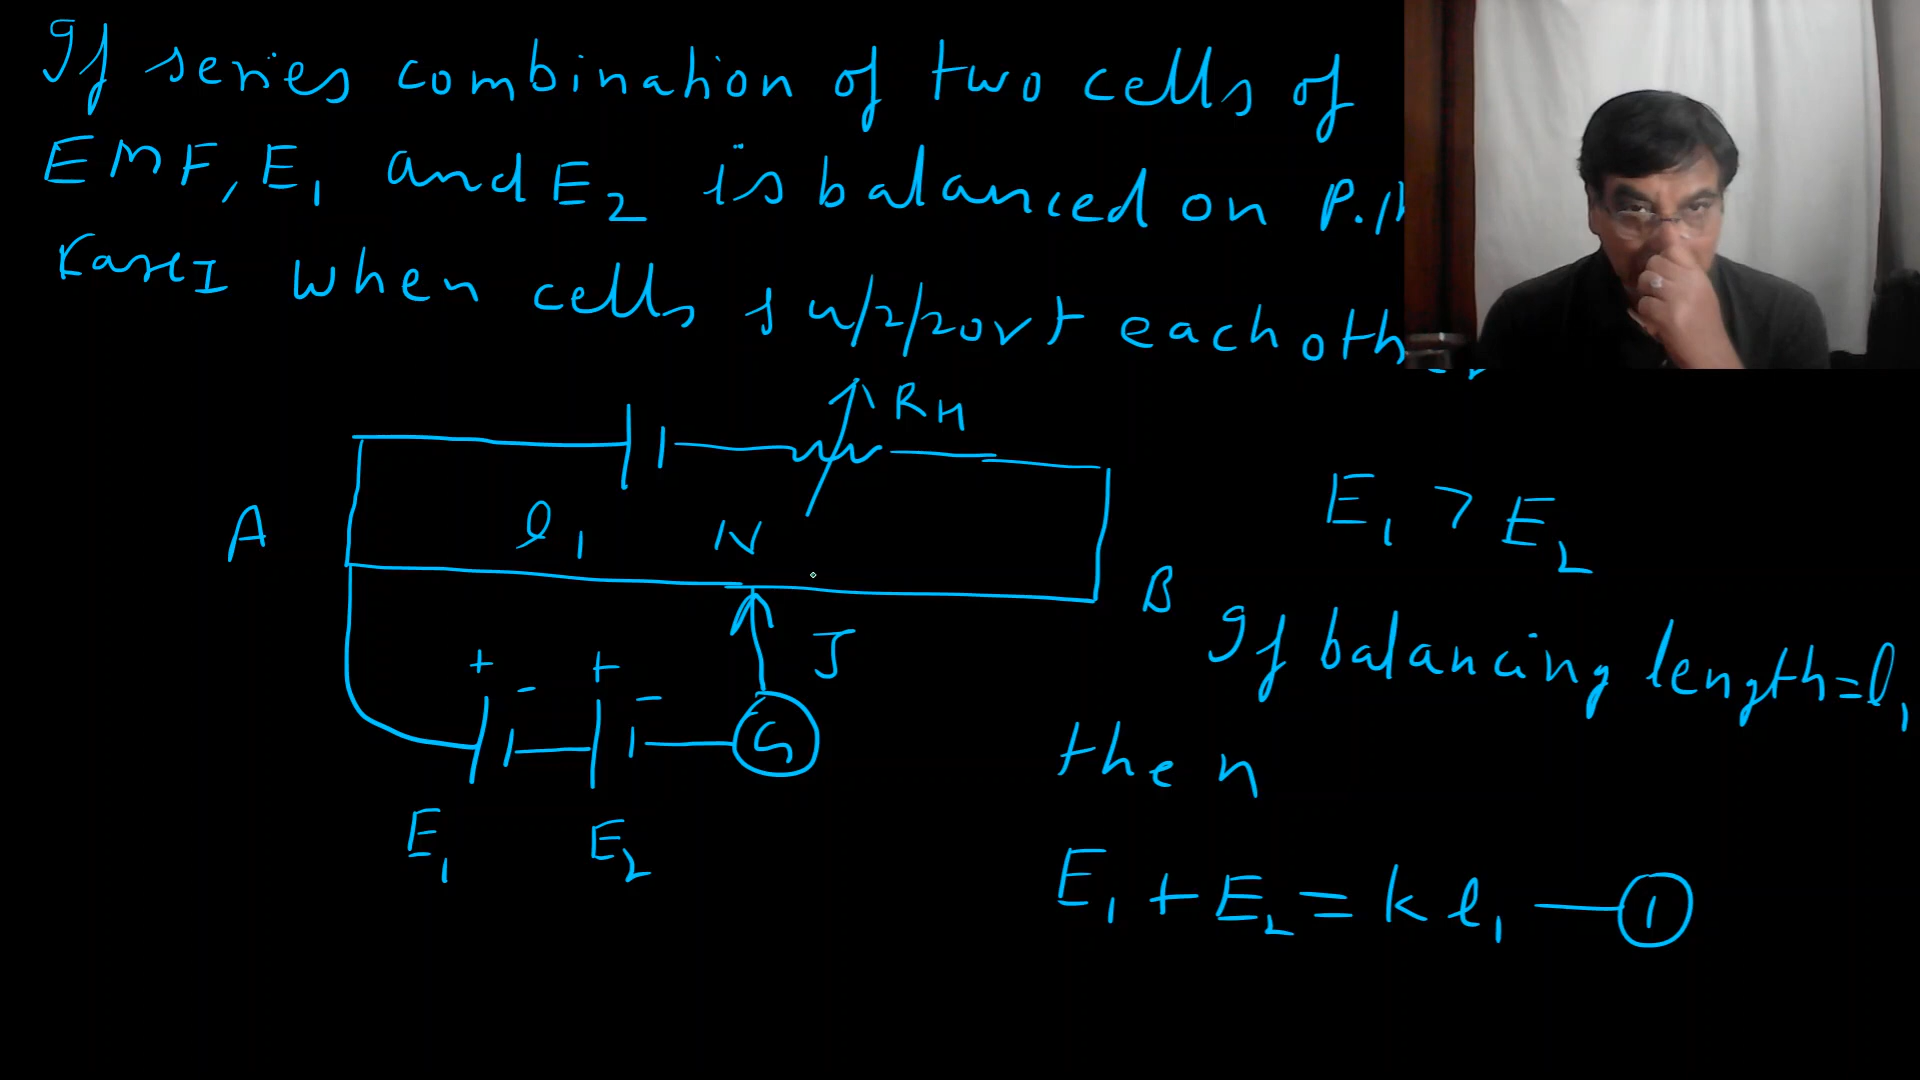 If series combination of two cells of
EMF, E1 and E2 is balanced on P.M
Case I when cells support each other
RH
l1 N
A
E1 > E2
B
If balancing length = l1
J
+ - + -
then
G
E1 E2
E1 + E2 = k l1 — 1